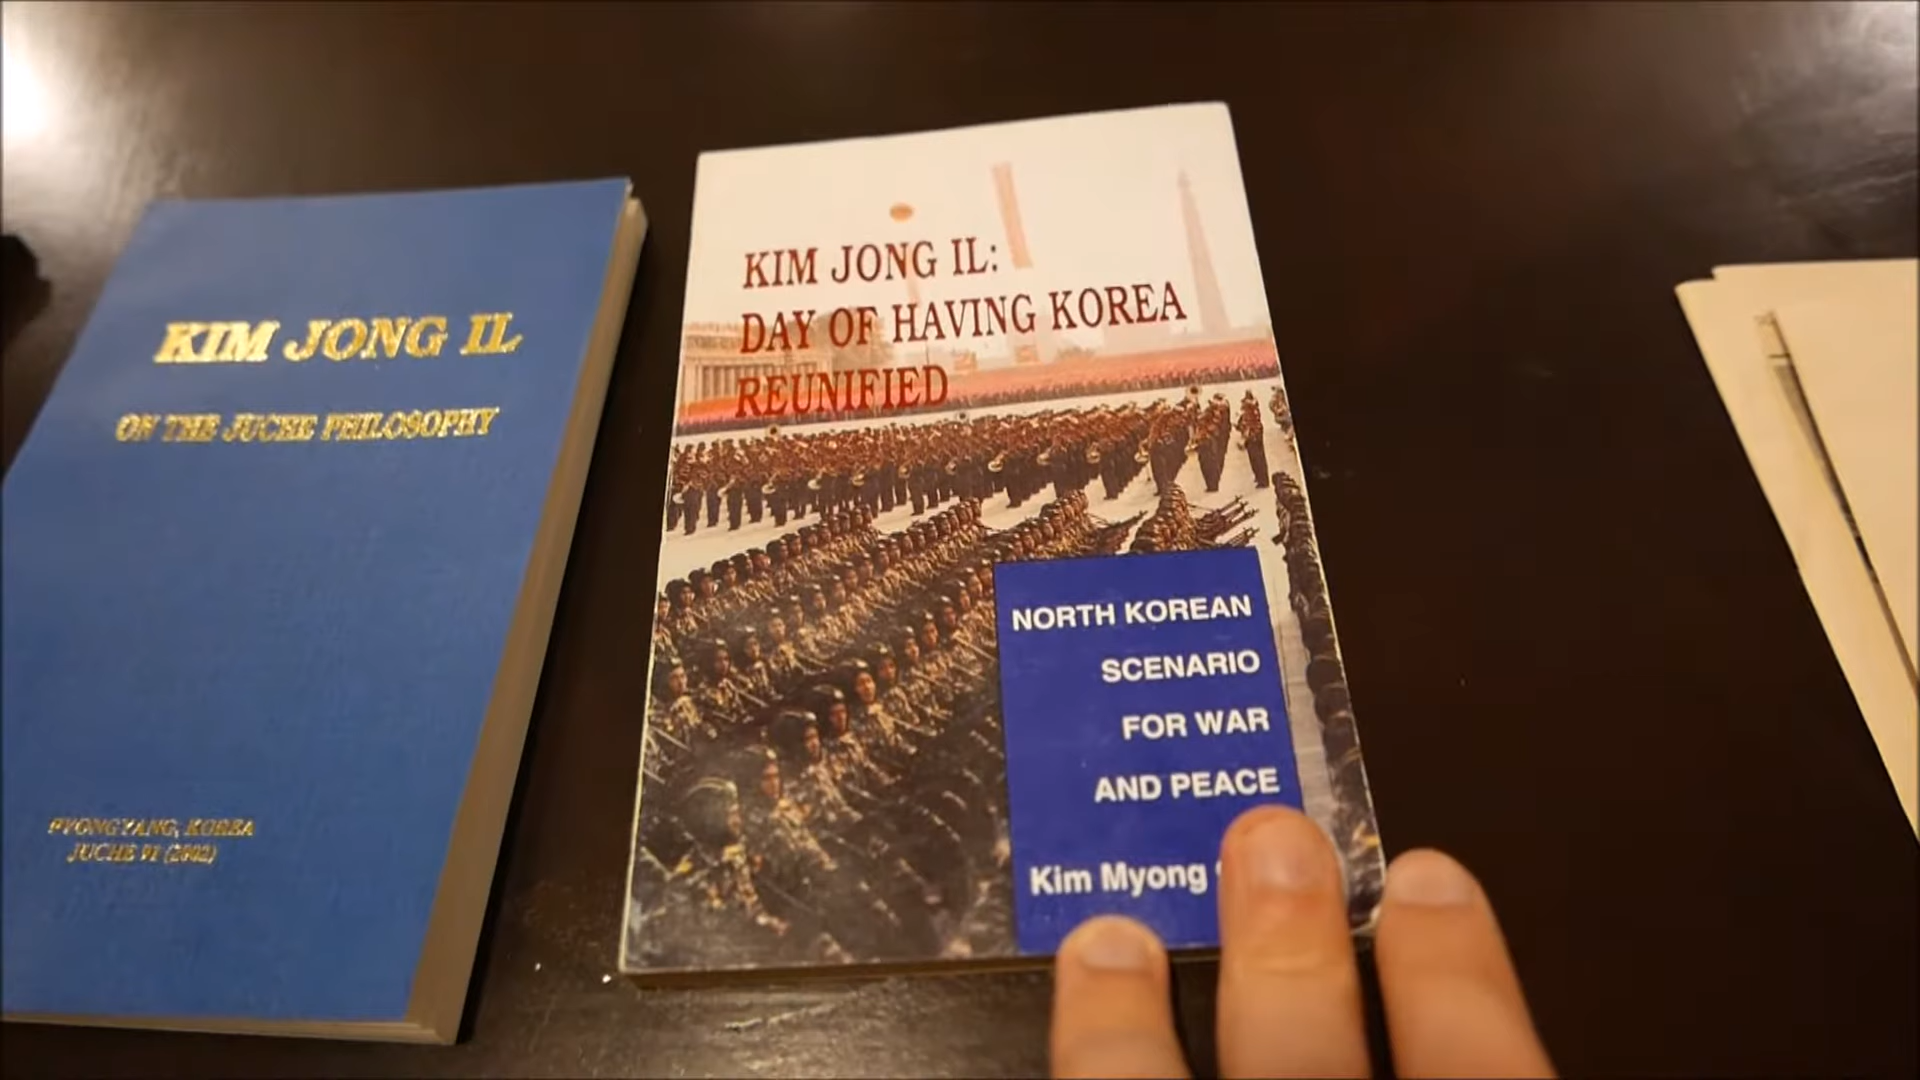 KIM JONG IL
ON THE JUCHE PHILOSOPHY
PYONGYANG, KOREA
JUCHE 91 (2002)
KIM JONG IL:
DAY OF HAVING KOREA
REUNIFIED
NORTH KOREAN
SCENARIO
FOR WAR
AND PEACE
Kim Myong